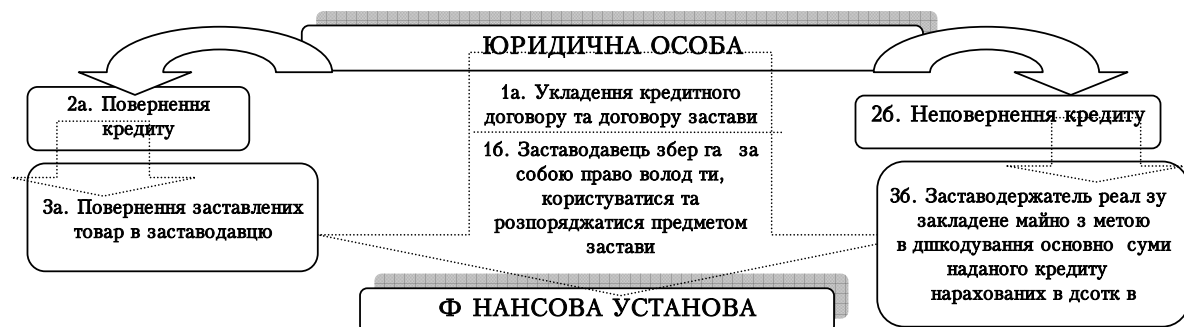 ЮРИДИЧНА ОСОБА
2а. Повернення
кредиту
1а. Укладення кредитного
договору та договору застави
2б. Неповернення кредиту
1б. Заставодавець збер га за
собою право волод ти,
користуватися та
розпоряджатися предметом
застави
3а. Повернення заставлених
товар в заставодавцю
3б. Заставодержатель реал зу
закладене майно з метою
в дшкодування основно суми
наданого кредиту
нарахованих в дсотк в
Ф НАНСОВА УСТАНОВА